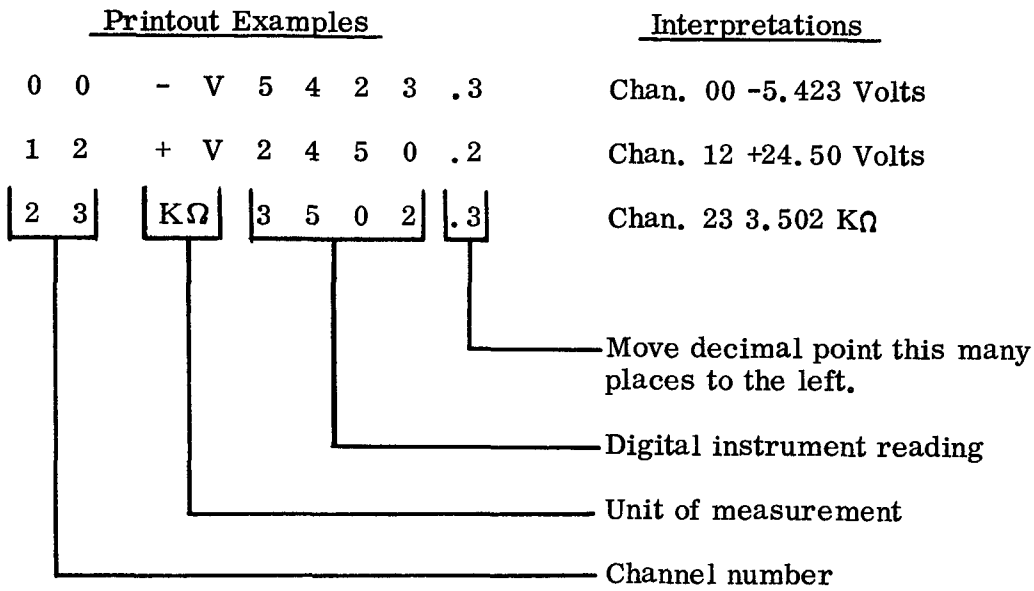 Printout Examples Interpretations
0 0 - V 5 4 2 3 .3 Chan. 00 -5.423 Volts
1 2 + V 2 4 5 0 .2 Chan. 12 +24.50 Volts
2 3 KΩ 3 5 0 2 .3 Chan. 23 3.502 KΩ
Move decimal point this many
places to the left.
Digital instrument reading
Unit of measurement
Channel number